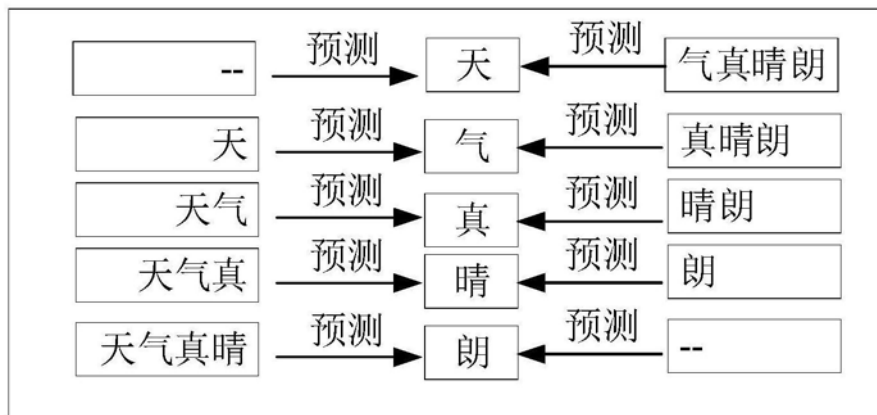 -- 预测 天 预测 气真晴朗
天 预测 气 预测 真晴朗
天气 预测 真 预测 晴朗
天气真 预测 晴 预测 朗
天气真晴 预测 朗 预测 --